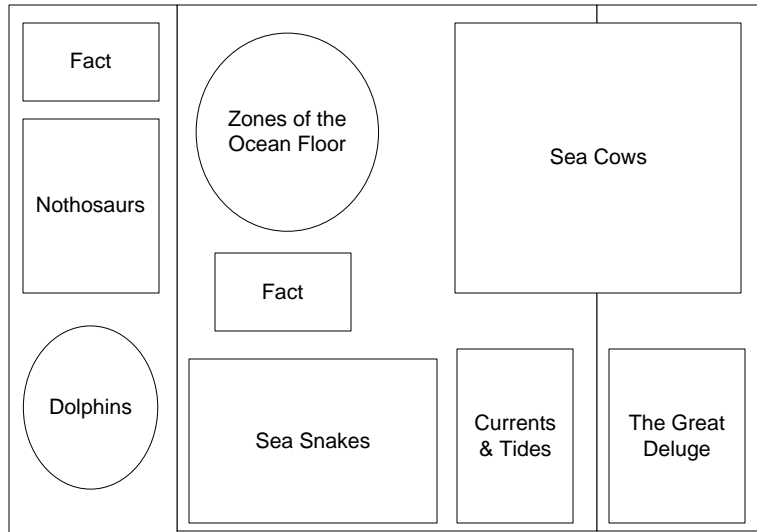 Fact
Nothosaurs
Dolphins
Zones of the
Ocean Floor
Fact
Sea Snakes
Sea Cows
Currents
& Tides
The Great
Deluge